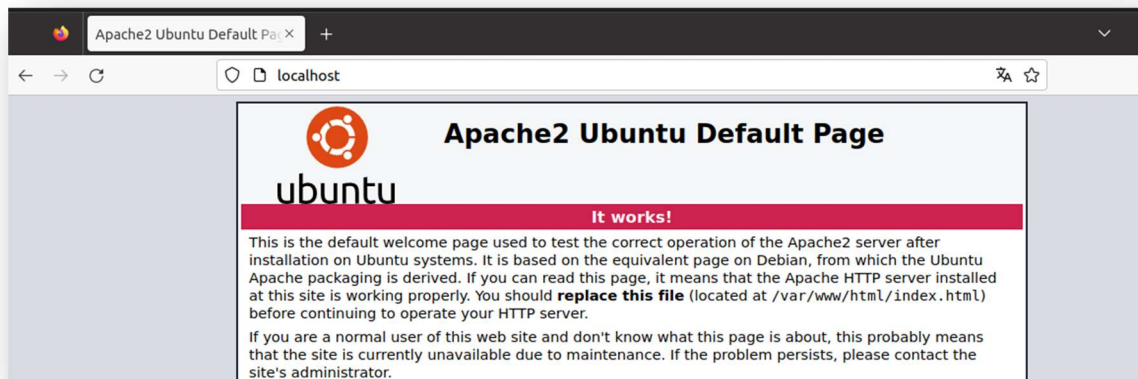 Apache2 Ubuntu Default Pa
localhost
ubuntu
Apache2 Ubuntu Default Page
It works!
This is the default welcome page used to test the correct operation of the Apache2 server after
installation on Ubuntu systems. It is based on the equivalent page on Debian, from which the Ubuntu
Apache packaging is derived. If you can read this page, it means that the Apache HTTP server installed
at this site is working properly. You should replace this file (located at /var/www/html/index.html)
before continuing to operate your HTTP server.
If you are a normal user of this web site and don't know what this page is about, this probably means
that the site is currently unavailable due to maintenance. If the problem persists, please contact the
site's administrator.